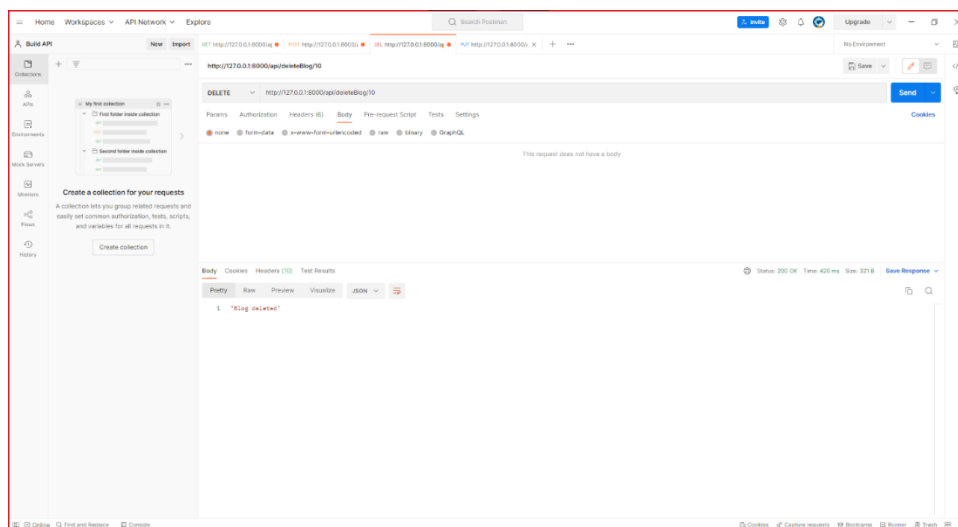 Home Workspaces API Network Explore
Search Postman
Invite
Upgrade
Build API
New Import
GET http://127.0.0.1:8000/a
http://127.0.0.1:8000/a
DEL http://127.0.0.1:8000/a
PUT http://127.0.0.1:8000/
No Environment
Collections
APIs
Environments
Mock Servers
Monitors
Flows
History
My first collection
First folder inside collection
Second folder inside collection
Create a collection for your requests
A collection lets you group related requests and
easily set common authorization, tests, scripts,
and variables for all requests in it.
Create collection
http://127.0.0.1:8000/api/deleteBlog/10
Save
DELETE http://127.0.0.1:8000/api/deleteBlog/10
Send
Params Authorization Headers (6) Body Pre-request Script Tests Settings
Cookies
none form-data x-www-form-urlencoded raw binary GraphQL
This request does not have a body
Body Cookies Headers (10) Test Results
Status: 200 OK Time: 420 ms Size: 321 B Save Response
Pretty Raw Preview Visualize JSON
1 "Blog deleted"
Online Find and Replace Console
Cookies Capture requests Bootcamp Runner Trash